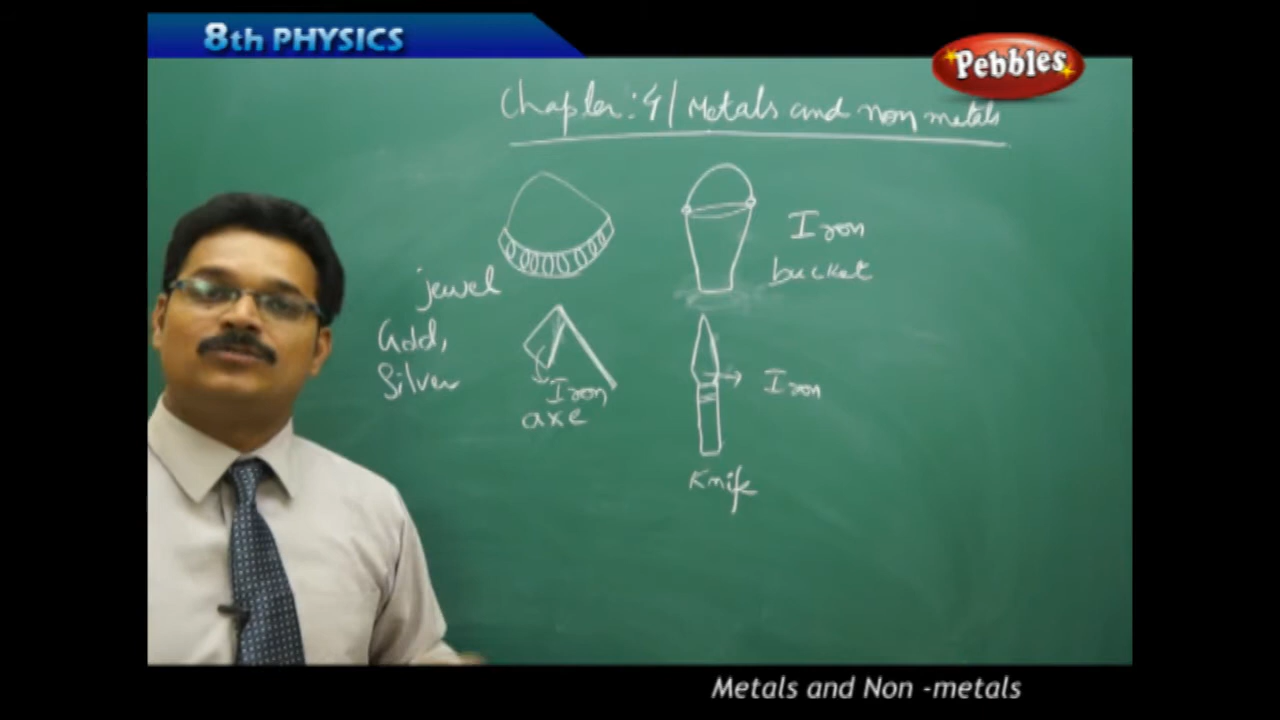 8th PHYSICS
Pebbles
Chapter: 4 / Metals and non metals
Iron
bucket
jewel
Gold,
Silver
Iron
axe
Iron
Knife
Metals and Non -metals